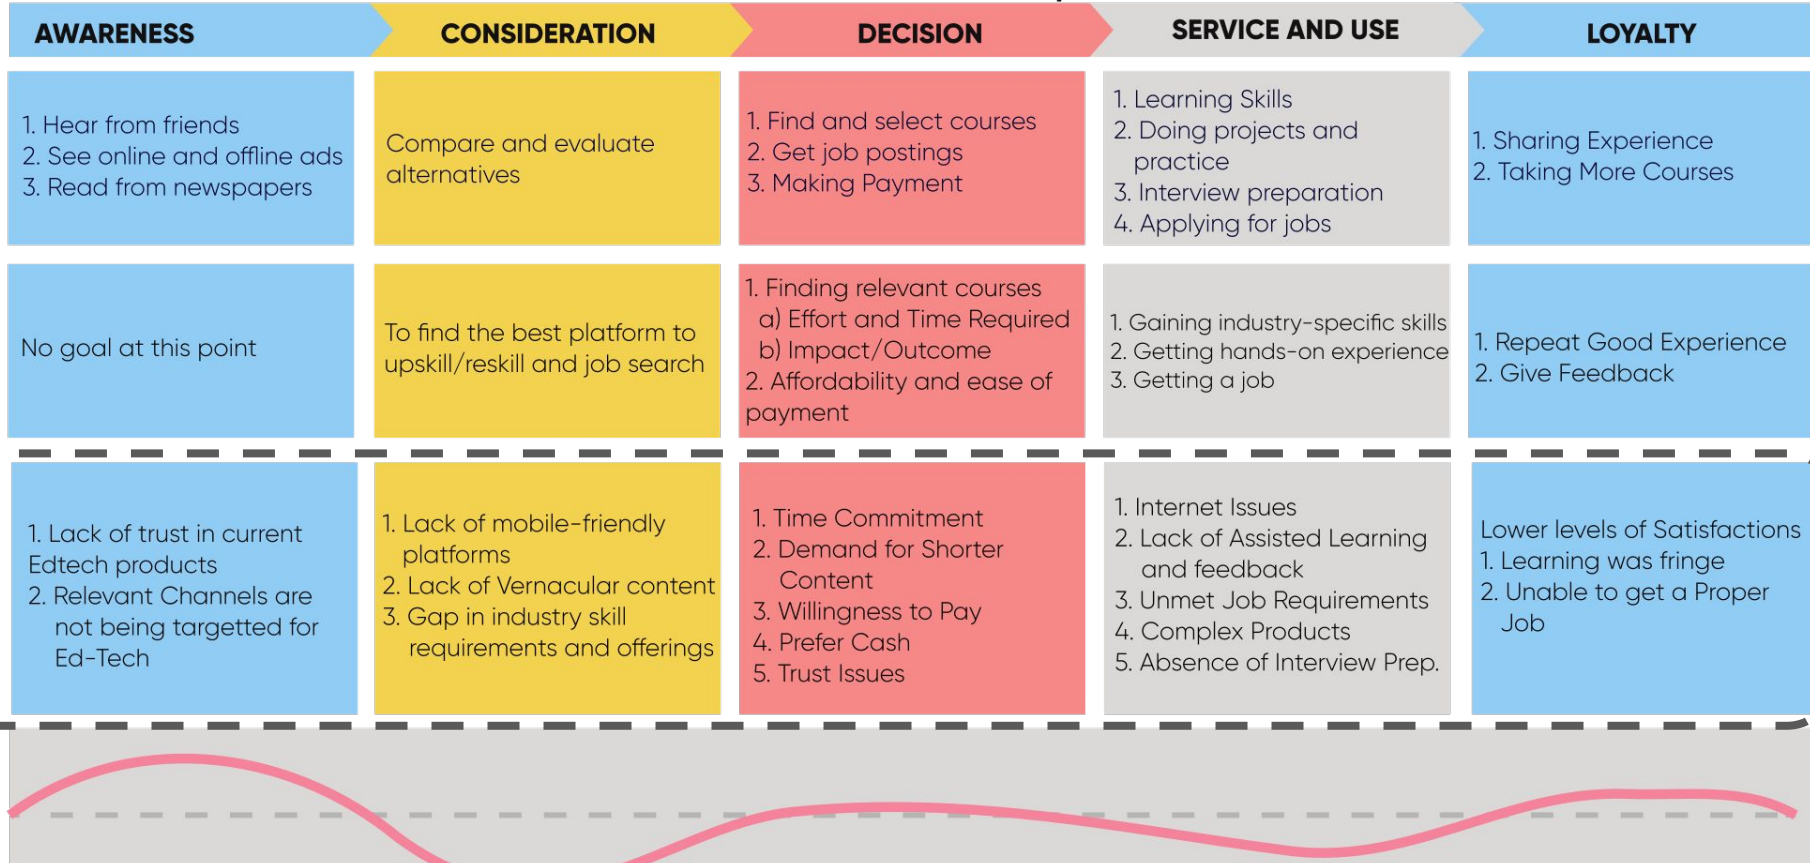 AWARENESS
CONSIDERATION
DECISION
SERVICE AND USE
LOYALTY
1. Hear from friends
2. See online and offline ads
3. Read from newspapers
Compare and evaluate
alternatives
1. Find and select courses
2. Get job postings
3. Making Payment
1. Learning Skills
2. Doing projects and
practice
3. Interview preparation
4. Applying for jobs
1. Sharing Experience
2. Taking More Courses
No goal at this point
To find the best platform to
upskill/reskill and job search
1. Finding relevant courses
a) Effort and Time Required
b) Impact/Outcome
2. Affordability and ease of
payment
1. Gaining industry-specific skills
2. Getting hands-on experience
3. Getting a job
1. Repeat Good Experience
2. Give Feedback
1. Lack of trust in current
Edtech products
2. Relevant Channels are
not being targetted for
Ed-Tech
1. Lack of mobile-friendly
platforms
2. Lack of Vernacular content
3. Gap in industry skill
requirements and offerings
1. Time Commitment
2. Demand for Shorter
Content
3. Willingness to Pay
4. Prefer Cash
5. Trust Issues
1. Internet Issues
2. Lack of Assisted Learning
and feedback
3. Unmet Job Requirements
4. Complex Products
5. Absence of Interview Prep.
Lower levels of Satisfactions
1. Learning was fringe
2. Unable to get a Proper
Job